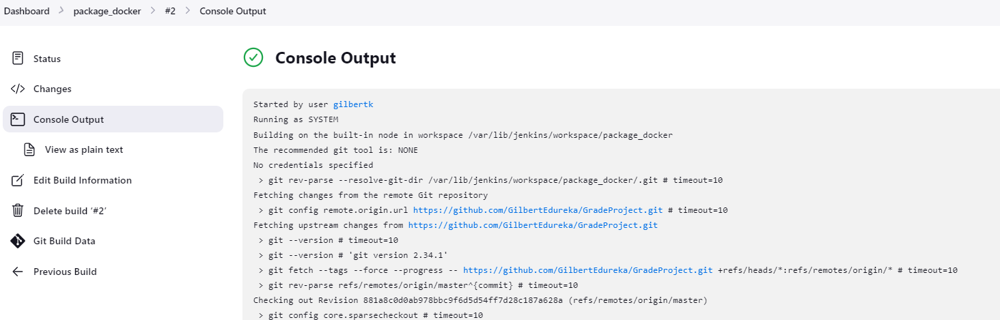 Dashboard > package_docker > #2 > Console Output
Status
Changes
Console Output
View as plain text
Edit Build Information
Delete build ‘#2’
Git Build Data
Previous Build
Console Output
Started by user gilbertk
Running as SYSTEM
Building on the built-in node in workspace /var/lib/jenkins/workspace/package_docker
The recommended git tool is: NONE
No credentials specified
> git rev-parse --resolve-git-dir /var/lib/jenkins/workspace/package_docker/.git # timeout=10
Fetching changes from the remote Git repository
> git config remote.origin.url https://github.com/GilbertEdureka/GradeProject.git # timeout=10
Fetching upstream changes from https://github.com/GilbertEdureka/GradeProject.git
> git --version # timeout=10
> git --version # 'git version 2.34.1'
> git fetch --tags --force --progress -- https://github.com/GilbertEdureka/GradeProject.git +refs/heads/*:refs/remotes/origin/* # timeout=10
> git rev-parse refs/remotes/origin/master^{commit} # timeout=10
Checking out Revision 881a8c0d0ab978bbc9f6d5d54ff7d28c187a628a (refs/remotes/origin/master)
> git config core.sparsecheckout # timeout=10